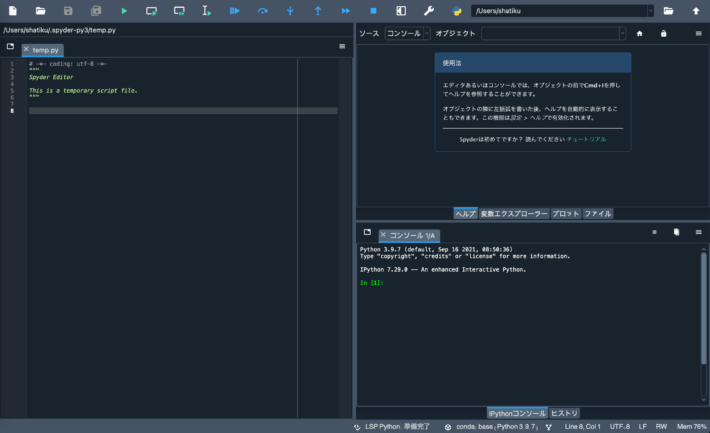 /Users/shatiku
/Users/shatiku/.spyder-py3/temp.py
temp.py
1 # -*- coding: utf-8 -*-
2 """
3 Spyder Editor
4
5 This is a temporary script file.
6 """
7
8
ソース コンソール オブジェクト
使用法
エディタあるいはコンソールでは、オブジェクトの前でCmd+Iを押してヘルプを参照することができます。
オブジェクトの隣に左括弧を書いた後、ヘルプを自動的に表示することもできます。この機能は設定 > ヘルプで有効化されます。
Spyderは初めてですか？ 読んでください チュートリアル
ヘルプ 変数エクスプローラー プロット ファイル
コンソール 1/A
Python 3.9.7 (default, Sep 16 2021, 08:50:36)
Type "copyright", "credits" or "license" for more information.
IPython 7.29.0 -- An enhanced Interactive Python.
In [1]:
IPythonコンソール ヒストリ
LSP Python: 準備完了 conda: base (Python 3.9.7) Line 8, Col 1 UTF-8 LF RW Mem 76%